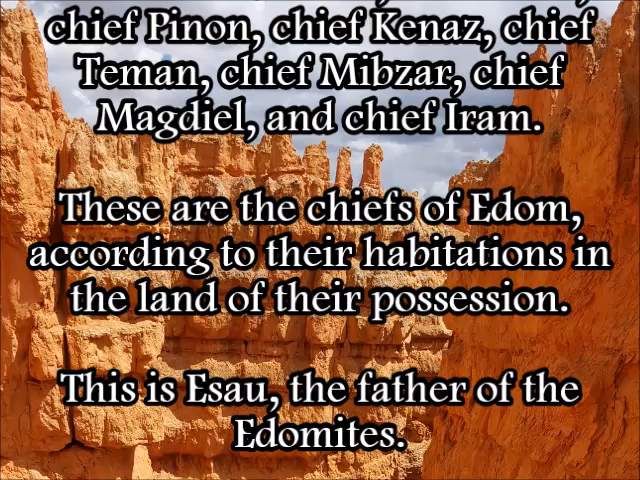 chief Pinon, chief Kenaz, chief
Teman, chief Mibzar, chief
Magdiel, and chief Iram.
These are the chiefs of Edom,
according to their habitations in
the land of their possession.
This is Esau, the father of the
Edomites.